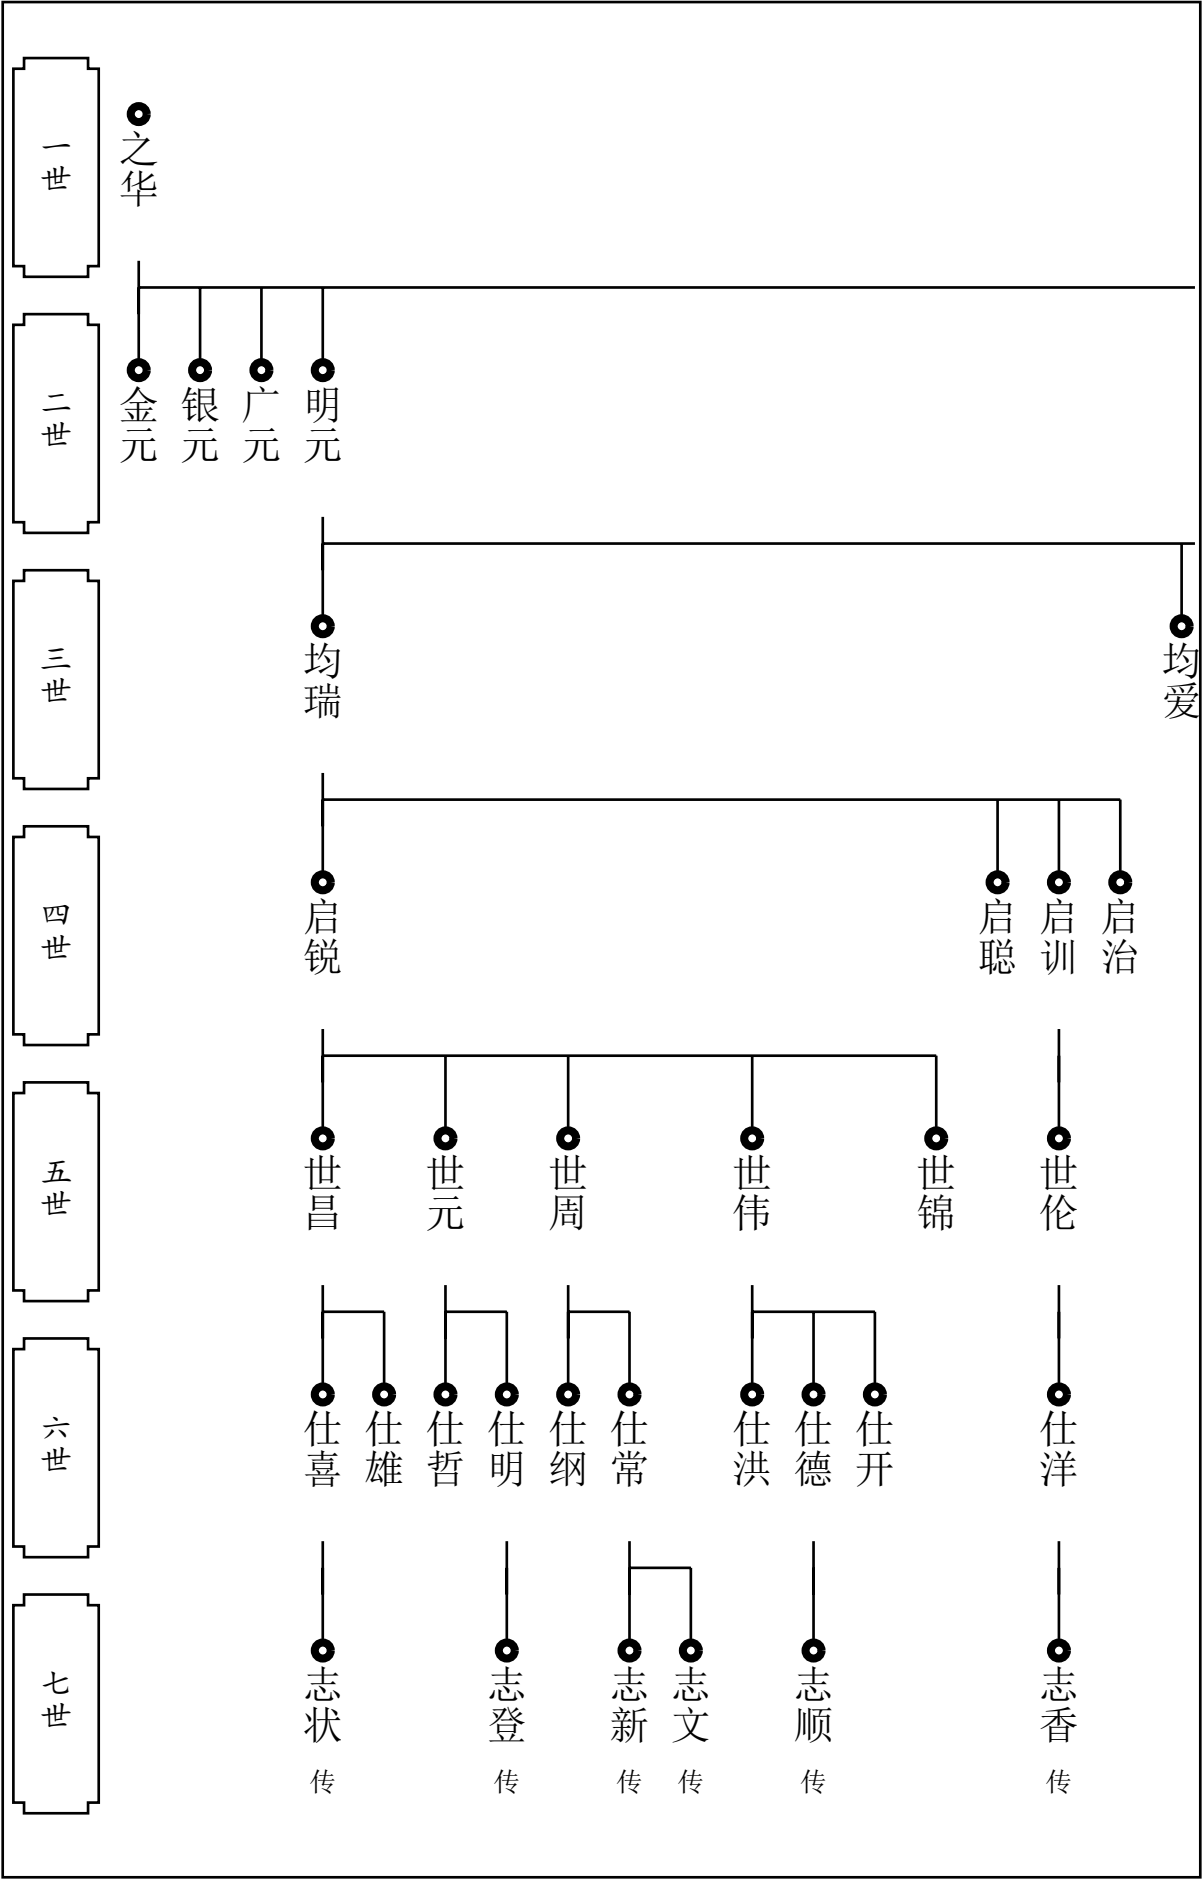 一世
之华
二世
金元
银元
广元
明元
三世
均瑞
均爱
四世
启锐
启聪
启训
启治
五世
世昌
世元
世周
世伟
世锦
世伦
六世
仕喜
仕雄
仕哲
仕明
仕纲
仕常
仕洪
仕德
仕开
仕洋
七世
志状
志登
志新
志文
志顺
志香
传
传
传
传
传
传